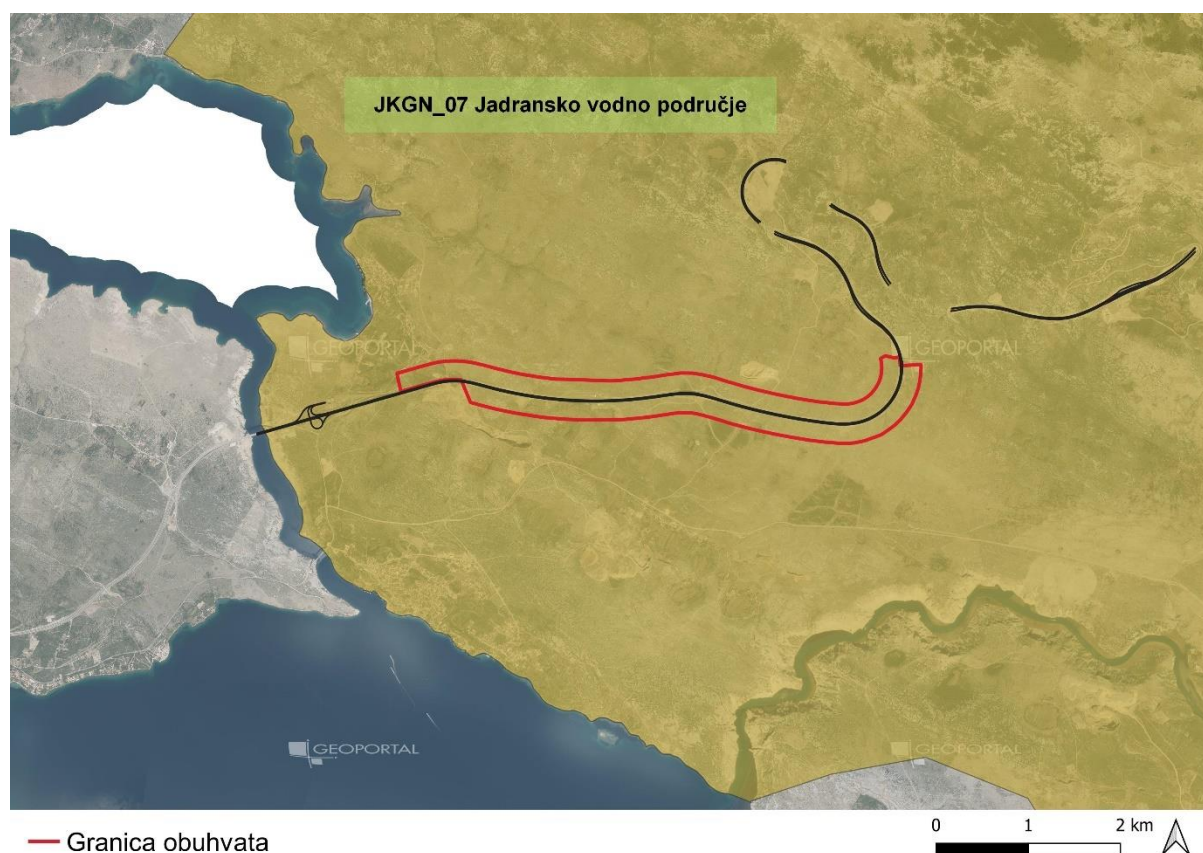 JKGN_07 Jadransko vodno područje
GEOPORTAL
GEOPORTAL
GEOPORTAL
GEOPORTAL
Granica obuhvata
0 1 2 km